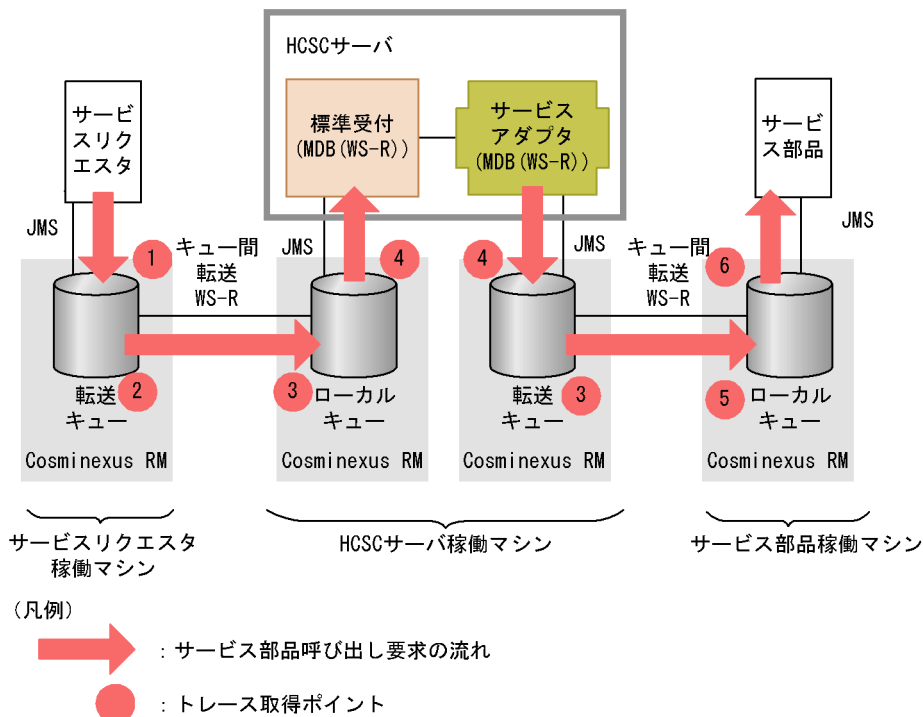 HCSCサーバ
サービ
スリク
エスタ
標準受付
(MDB(WS-R))
サービス
アダプタ
(MDB(WS-R))
サービ
ス部品
JMS
1
キュー間
転送
WS-R
JMS
4
4
JMS
キュー間
転送
WS-R
6
JMS
2
転送
キュー
3
ローカル
キュー
転送
キュー
3
5
ローカル
キュー
Cosminexus RM
Cosminexus RM
Cosminexus RM
Cosminexus RM
サービスリクエスタ
稼働マシン
HCSCサーバ稼働マシン
サービス部品稼働マシン
(凡例)
：サービス部品呼び出し要求の流れ
：トレース取得ポイント